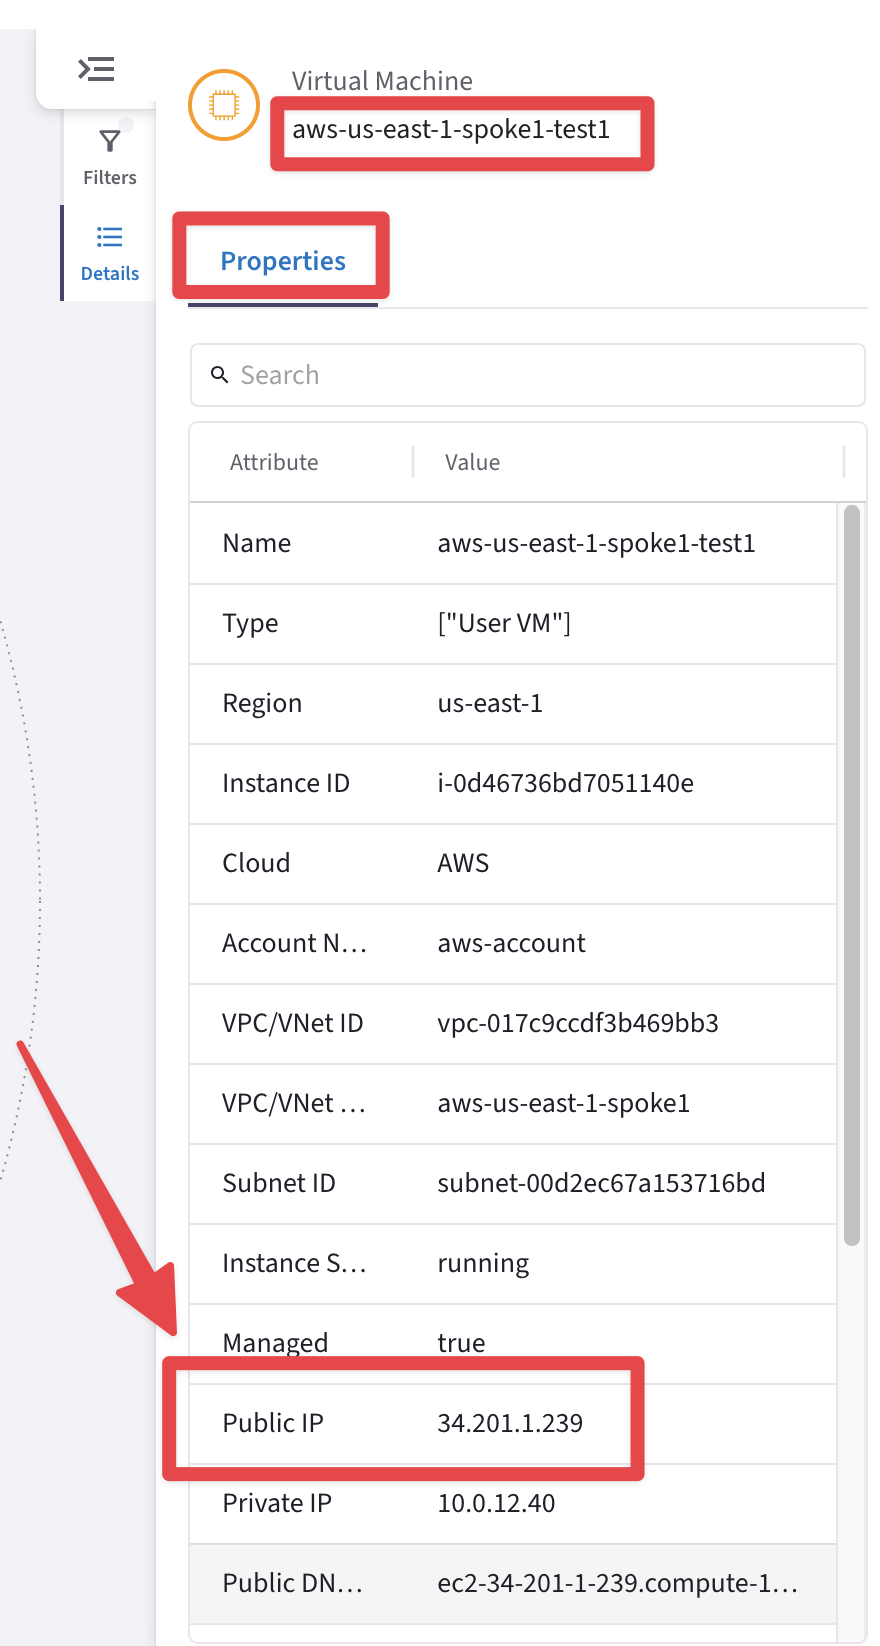 Virtual Machine
aws-us-east-1-spoke1-test1
Filters
Details
Properties
Search
Attribute Value
Name aws-us-east-1-spoke1-test1
Type ["User VM"]
Region us-east-1
Instance ID i-0d46736bd7051140e
Cloud AWS
Account N... aws-account
VPC/VNet ID vpc-017c9ccdf3b469bb3
VPC/VNet ... aws-us-east-1-spoke1
Subnet ID subnet-00d2ec67a153716bd
Instance S... running
Managed true
Public IP 34.201.1.239
Private IP 10.0.12.40
Public DN... ec2-34-201-1-239.compute-1...